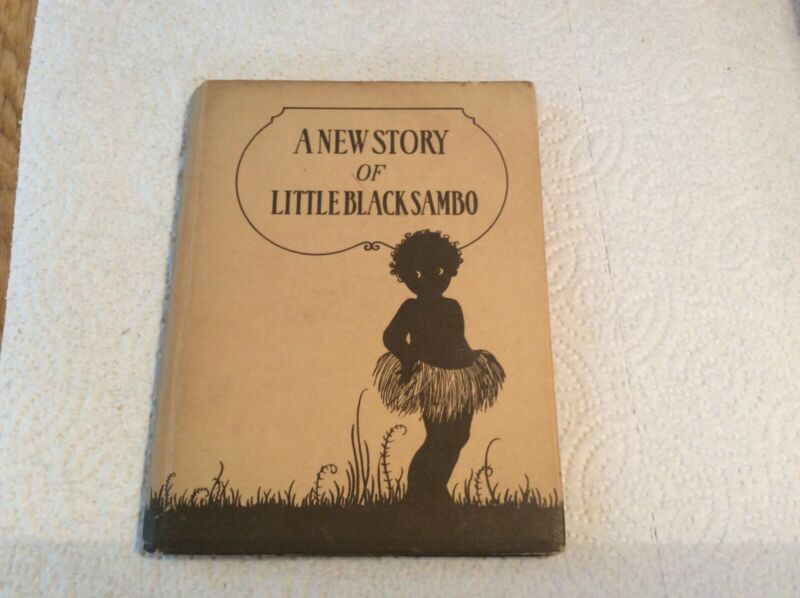 A NEW STORY
OF
LITTLE BLACK SAMBO